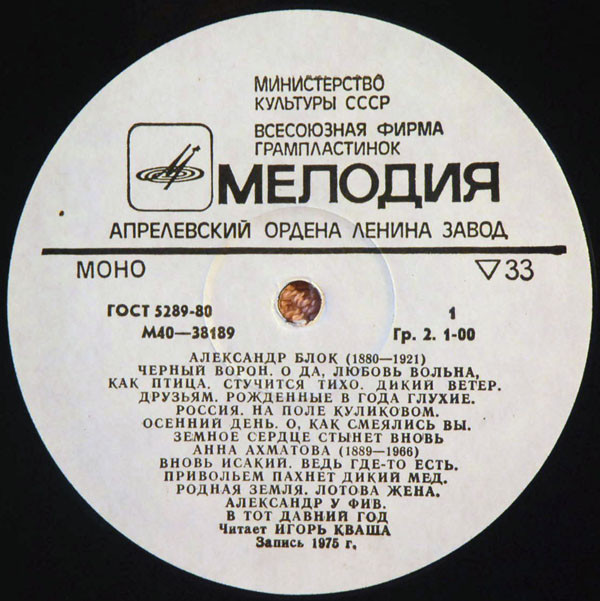 МИНИСТЕРСТВО
КУЛЬТУРЫ СССР
ВСЕСОЮЗНАЯ ФИРМА
ГРАМПЛАСТИНОК
МЕЛОДИЯ
АПРЕЛЕВСКИЙ ОРДЕНА ЛЕНИНА ЗАВОД
МОНО ▽33
ГОСТ 5289-80 1
М40—38189 Гр. 2. 1-00
АЛЕКСАНДР БЛОК (1880—1921)
ЧЕРНЫЙ ВОРОН. О ДА, ЛЮБОВЬ ВОЛЬНА,
КАК ПТИЦА. СТУЧИТСЯ ТИХО. ДИКИЙ ВЕТЕР.
ДРУЗЬЯМ. РОЖДЕННЫЕ В ГОДА ГЛУХИЕ.
РОССИЯ. НА ПОЛЕ КУЛИКОВОМ.
ОСЕННИЙ ДЕНЬ. О, КАК СМЕЯЛИСЬ ВЫ.
ЗЕМНОЕ СЕРДЦЕ СТЫНЕТ ВНОВЬ
АННА АХМАТОВА (1889—1966)
ВНОВЬ ИСАКИЙ. ВЕДЬ ГДЕ-ТО ЕСТЬ.
ПРИВОЛЬЕМ ПАХНЕТ ДИКИЙ МЕД.
РОДНАЯ ЗЕМЛЯ. ЛОТОВА ЖЕНА.
АЛЕКСАНДР У ФИВ.
В ТОТ ДАВНИЙ ГОД
Читает ИГОРЬ КВАША
Запись 1975 г.